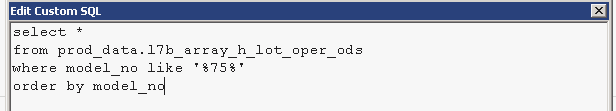 Edit Custom SQL
select *
from prod_data.l7b_array_h_lot_oper_ods
where model_no like '%75%'
order by model_no